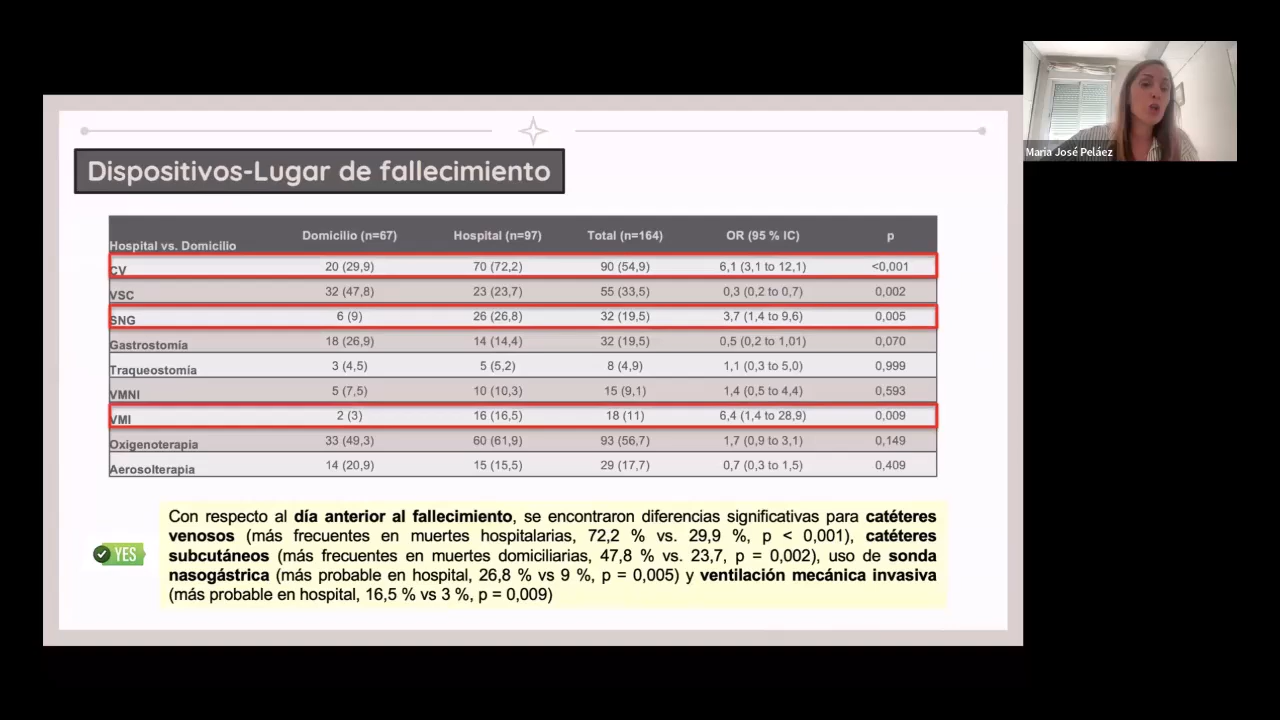 Maria José Peláez
Dispositivos-Lugar de fallecimiento
Hospital vs. Domicilio Domicilio (n=67) Hospital (n=97) Total (n=164) OR (95 % IC) p
CV 20 (29,9) 70 (72,2) 90 (54,9) 6,1 (3,1 to 12,1) <0,001
VSC 32 (47,8) 23 (23,7) 55 (33,5) 0,3 (0,2 to 0,7) 0,002
SNG 6 (9) 26 (26,8) 32 (19,5) 3,7 (1,4 to 9,6) 0,005
Gastrostomía 18 (26,9) 14 (14,4) 32 (19,5) 0,5 (0,2 to 1,01) 0,070
Traqueostomía 3 (4,5) 5 (5,2) 8 (4,9) 1,1 (0,3 to 5,0) 0,999
VMNI 5 (7,5) 10 (10,3) 15 (9,1) 1,4 (0,5 to 4,4) 0,593
VMI 2 (3) 16 (16,5) 18 (11) 6,4 (1,4 to 28,9) 0,009
Oxigenoterapia 33 (49,3) 60 (61,9) 93 (56,7) 1,7 (0,9 to 3,1) 0,149
Aerosolterapia 14 (20,9) 15 (15,5) 29 (17,7) 0,7 (0,3 to 1,5) 0,409
Con respecto al día anterior al fallecimiento, se encontraron diferencias significativas para catéteres
venosos (más frecuentes en muertes hospitalarias, 72,2 % vs. 29,9 %, p < 0,001), catéteres
subcutáneos (más frecuentes en muertes domiciliarias, 47,8 % vs. 23,7, p = 0,002), uso de sonda
nasogástrica (más probable en hospital, 26,8 % vs 9 %, p = 0,005) y ventilación mecánica invasiva
(más probable en hospital, 16,5 % vs 3 %, p = 0,009)
YES